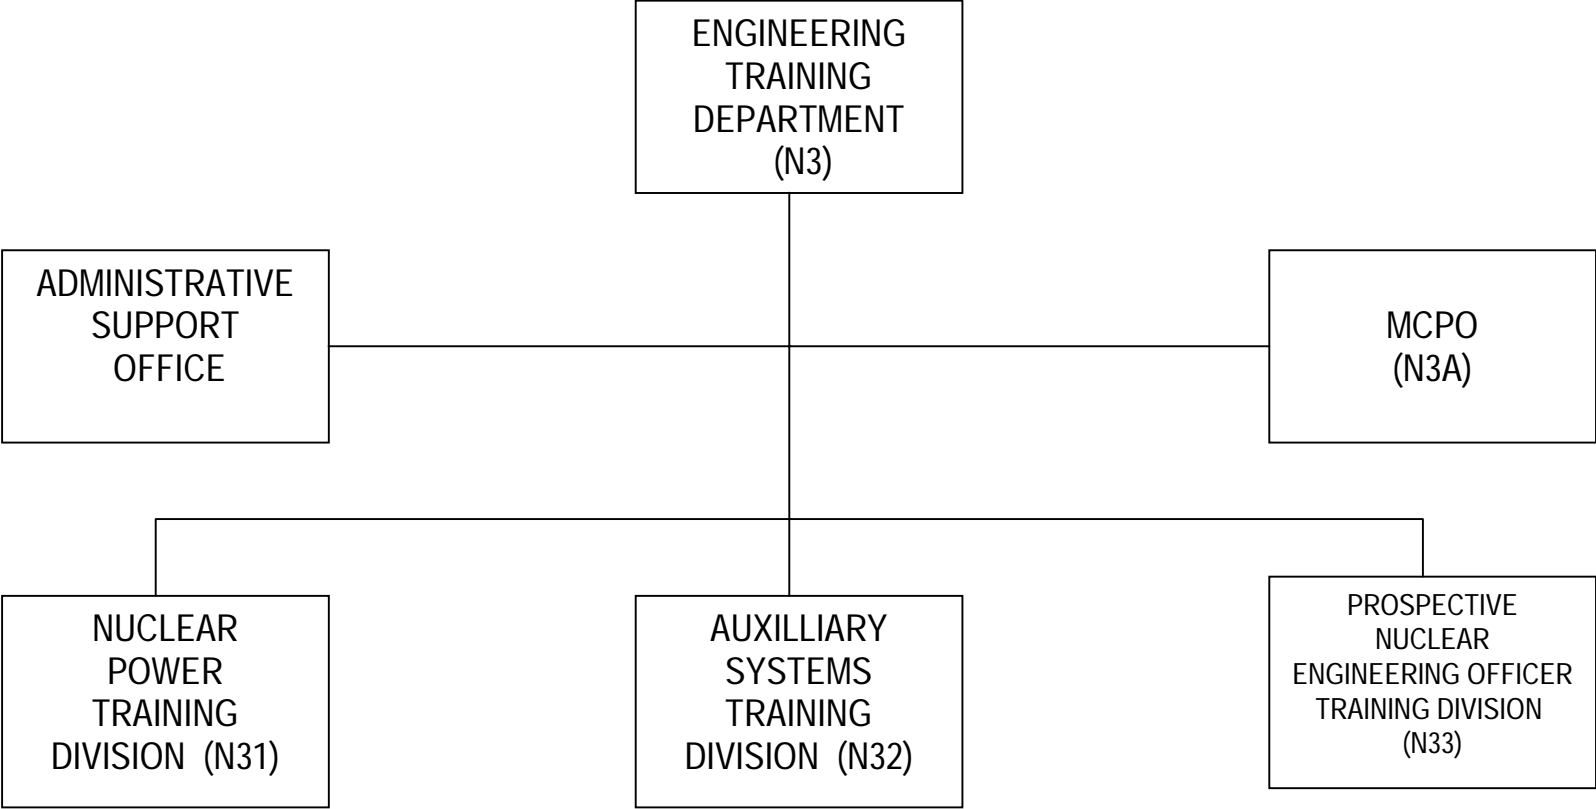 ENGINEERING
TRAINING
DEPARTMENT
(N3)
ADMINISTRATIVE
SUPPORT
OFFICE
MCPO
(N3A)
NUCLEAR
POWER
TRAINING
DIVISION (N31)
AUXILLIARY
SYSTEMS
TRAINING
DIVISION (N32)
PROSPECTIVE
NUCLEAR
ENGINEERING OFFICER
TRAINING DIVISION
(N33)